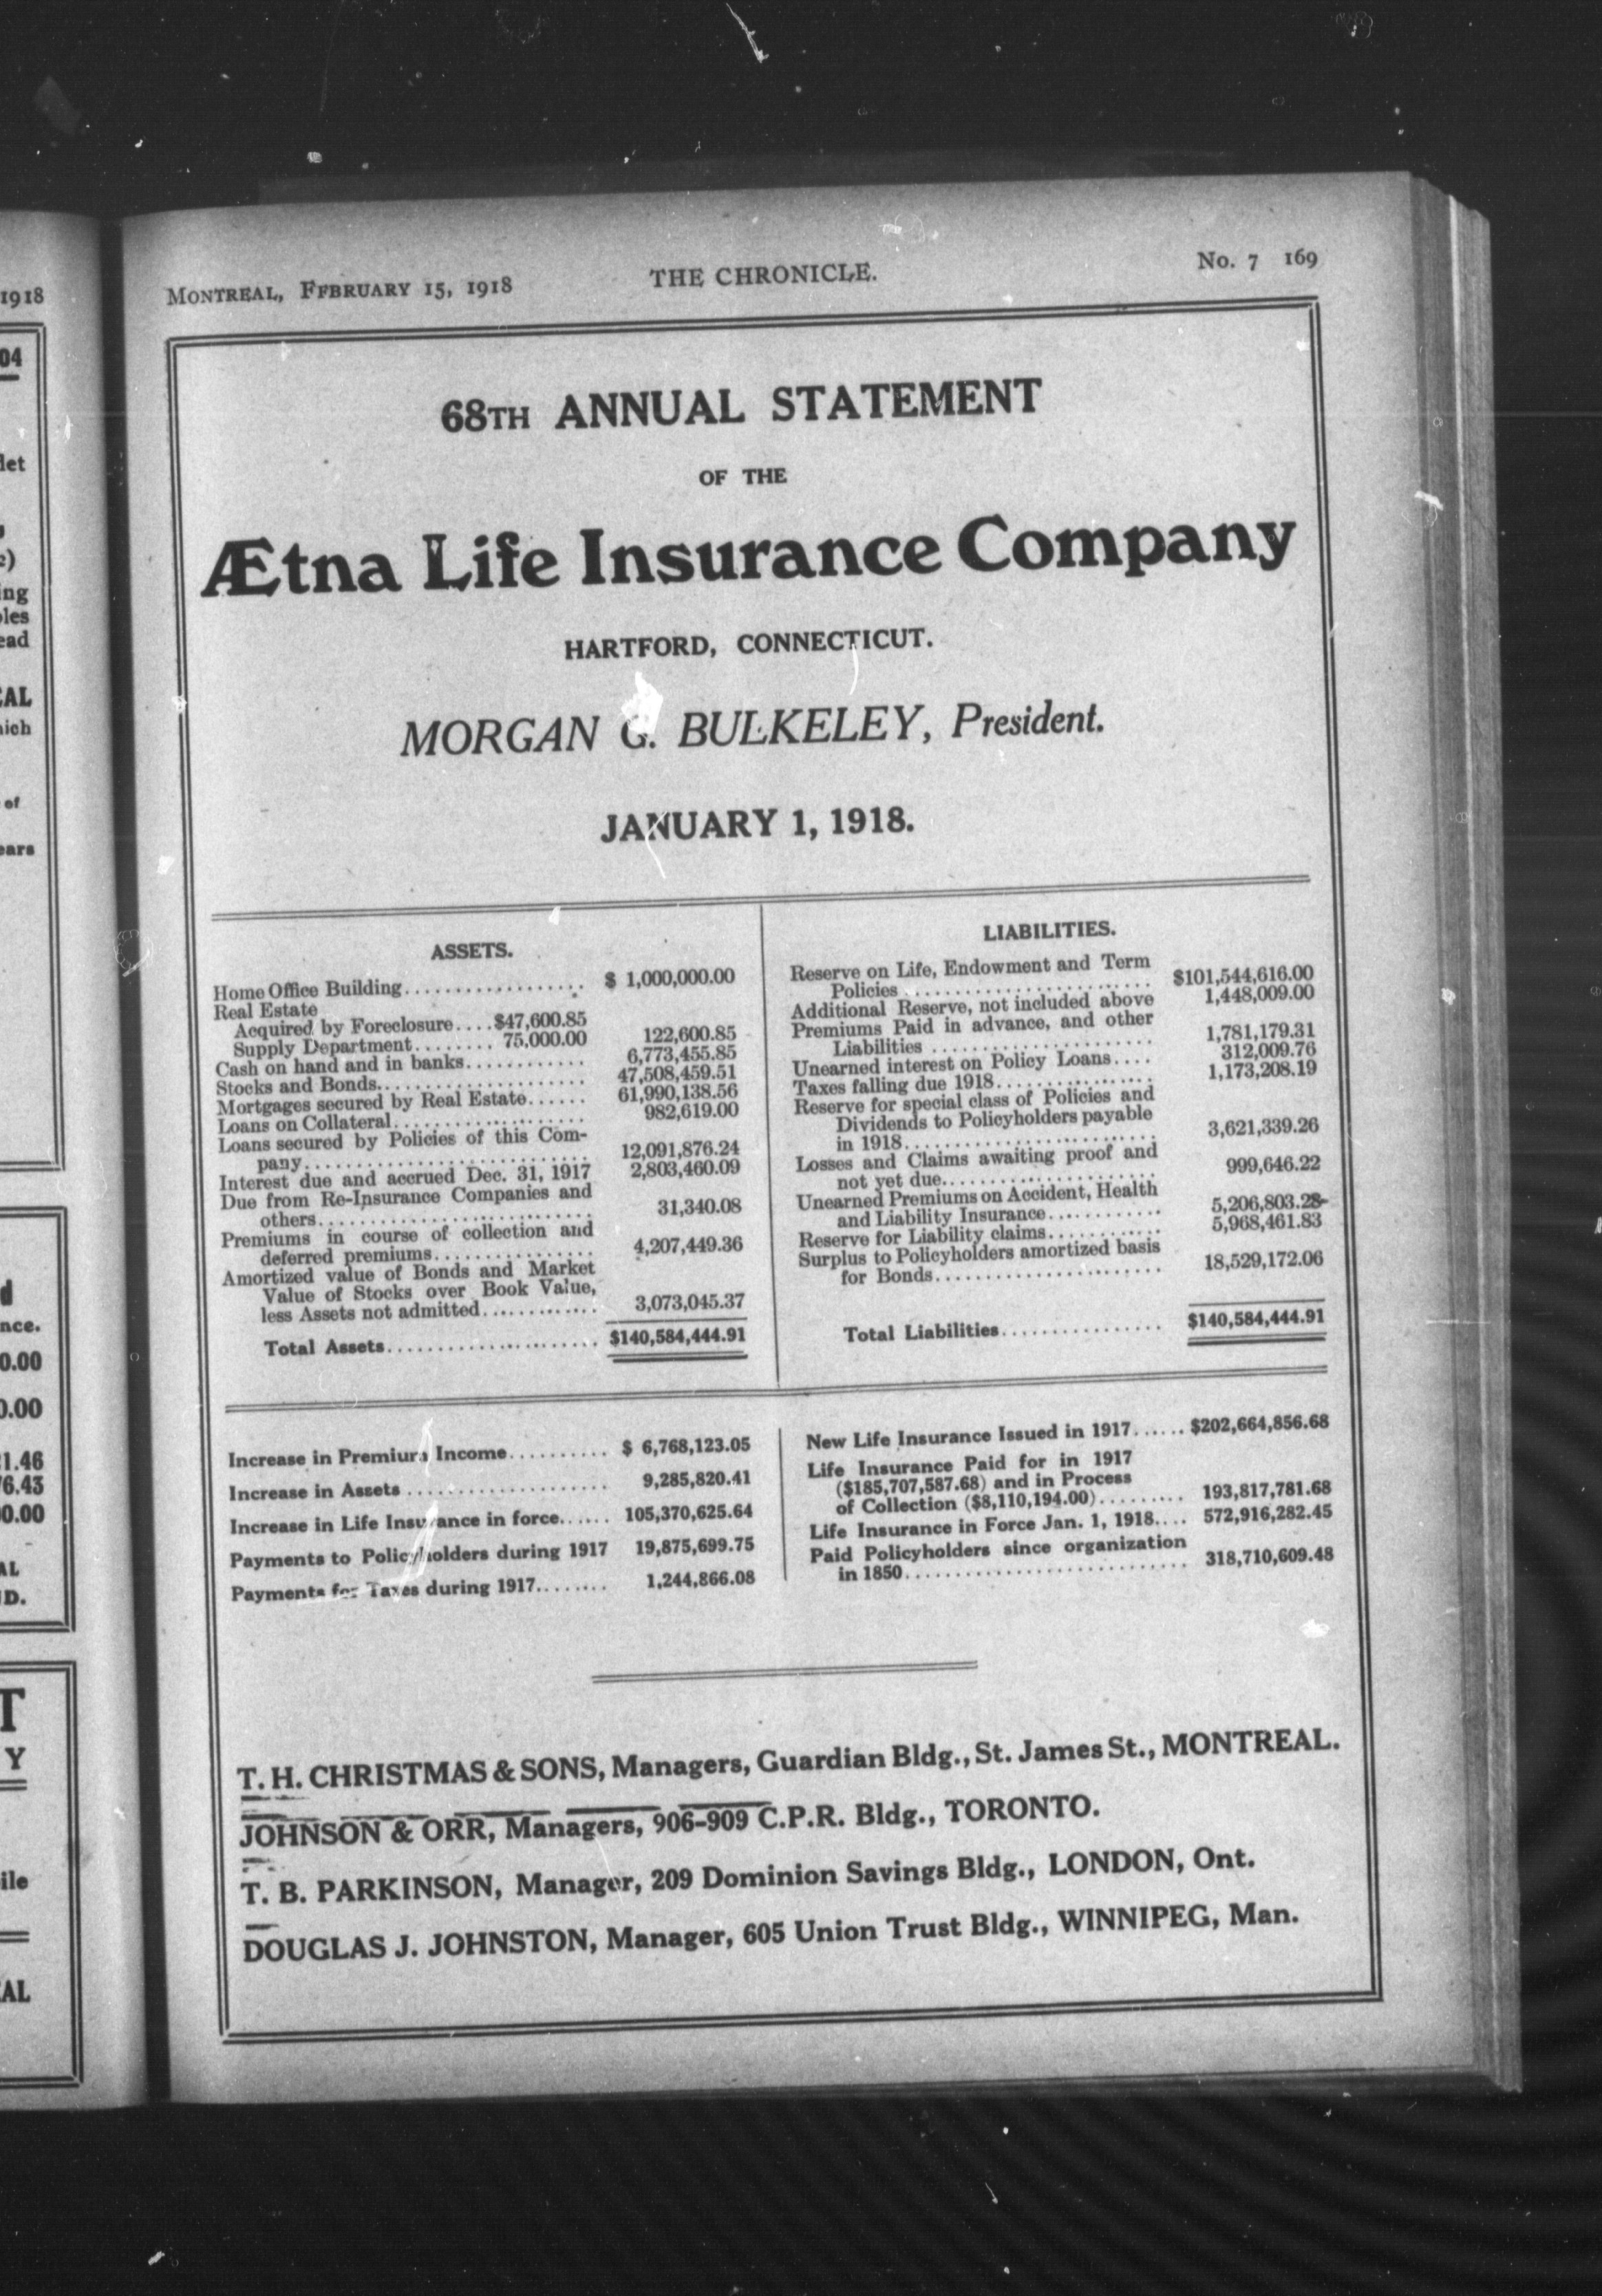 MONTREAL, FFBRUARY 15, 1918 THE CHRONICLE. No. 7 169
68TH ANNUAL STATEMENT
OF THE
Ætna Life Insurance Company
HARTFORD, CONNECTICUT.
MORGAN G. BULKELEY, President.
JANUARY 1, 1918.
ASSETS.
Home Office Building.................. $ 1,000,000.00
Real Estate
Acquired by Foreclosure....$47,600.85
Supply Department........ 75,000.00 122,600.85
Cash on hand and in banks............ 6,773,455.85
Stocks and Bonds..................... 47,508,459.51
Mortgages secured by Real Estate...... 61,990,138.56
Loans on Collateral................... 982,619.00
Loans secured by Policies of this Com-
pany............................ 12,091,876.24
Interest due and accrued Dec. 31, 1917 2,803,460.09
Due from Re-Insurance Companies and
others........................... 31,340.08
Premiums in course of collection and
deferred premiums................ 4,207,449.36
Amortized value of Bonds and Market
Value of Stocks over Book Value,
less Assets not admitted............ 3,073,045.37
Total Assets..................... $140,584,444.91
LIABILITIES.
Reserve on Life, Endowment and Term
Policies ........................ $101,544,616.00
Additional Reserve, not included above 1,448,009.00
Premiums Paid in advance, and other
Liabilities ...................... 1,781,179.31
Unearned interest on Policy Loans.... 312,009.76
Taxes falling due 1918................ 1,173,208.19
Reserve for special class of Policies and
Dividends to Policyholders payable
in 1918......................... 3,621,339.26
Losses and Claims awaiting proof and
not yet due..................... 999,646.22
Unearned Premiums on Accident, Health
and Liability Insurance............ 5,206,803.28
Reserve for Liability claims........... 5,968,461.83
Surplus to Policyholders amortized basis
for Bonds....................... 18,529,172.06
Total Liabilities................ $140,584,444.91
Increase in Premium Income.......... $ 6,768,123.05
Increase in Assets .................... 9,285,820.41
Increase in Life Insurance in force...... 105,370,625.64
Payments to Policyholders during 1917 19,875,699.75
Payments for Taxes during 1917........ 1,244,866.08
New Life Insurance Issued in 1917...... $202,664,856.68
Life Insurance Paid for in 1917
($185,707,587.68) and in Process
of Collection ($8,110,194.00)......... 193,817,781.68
Life Insurance in Force Jan. 1, 1918.... 572,916,282.45
Paid Policyholders since organization
in 1850............................ 318,710,609.48
T. H. CHRISTMAS & SONS, Managers, Guardian Bldg., St. James St., MONTREAL.
JOHNSON & ORR, Managers, 906-909 C.P.R. Bldg., TORONTO.
T. B. PARKINSON, Manager, 209 Dominion Savings Bldg., LONDON, Ont.
DOUGLAS J. JOHNSTON, Manager, 605 Union Trust Bldg., WINNIPEG, Man.